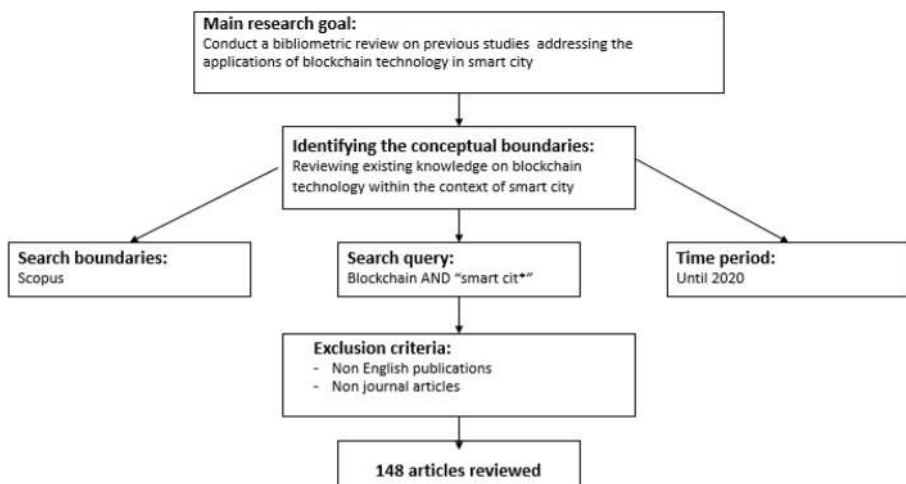 Main research goal:
Conduct a bibliometric review on previous studies addressing the
applications of blockchain technology in smart city
Identifying the conceptual boundaries:
Reviewing existing knowledge on blockchain
technology within the context of smart city
Search boundaries:
Scopus
Search query:
Blockchain AND “smart cit*”
Time period:
Until 2020
Exclusion criteria:
- Non English publications
- Non journal articles
148 articles reviewed